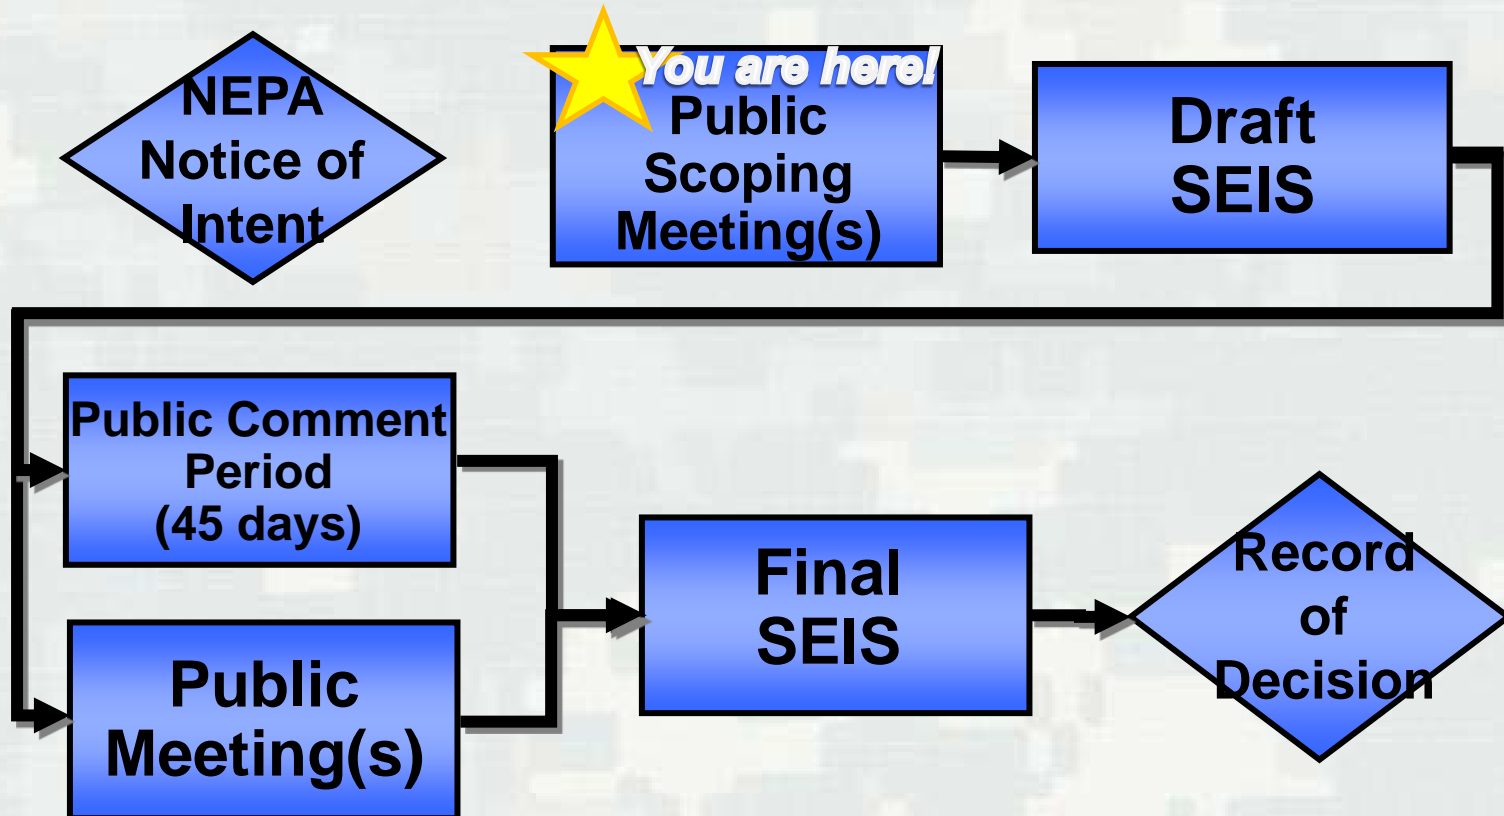 NEPA
Notice of
Intent
You are here!
Public
Scoping
Meeting(s)
Draft
SEIS
Public Comment
Period
(45 days)
Public
Meeting(s)
Final
SEIS
Record
of
Decision